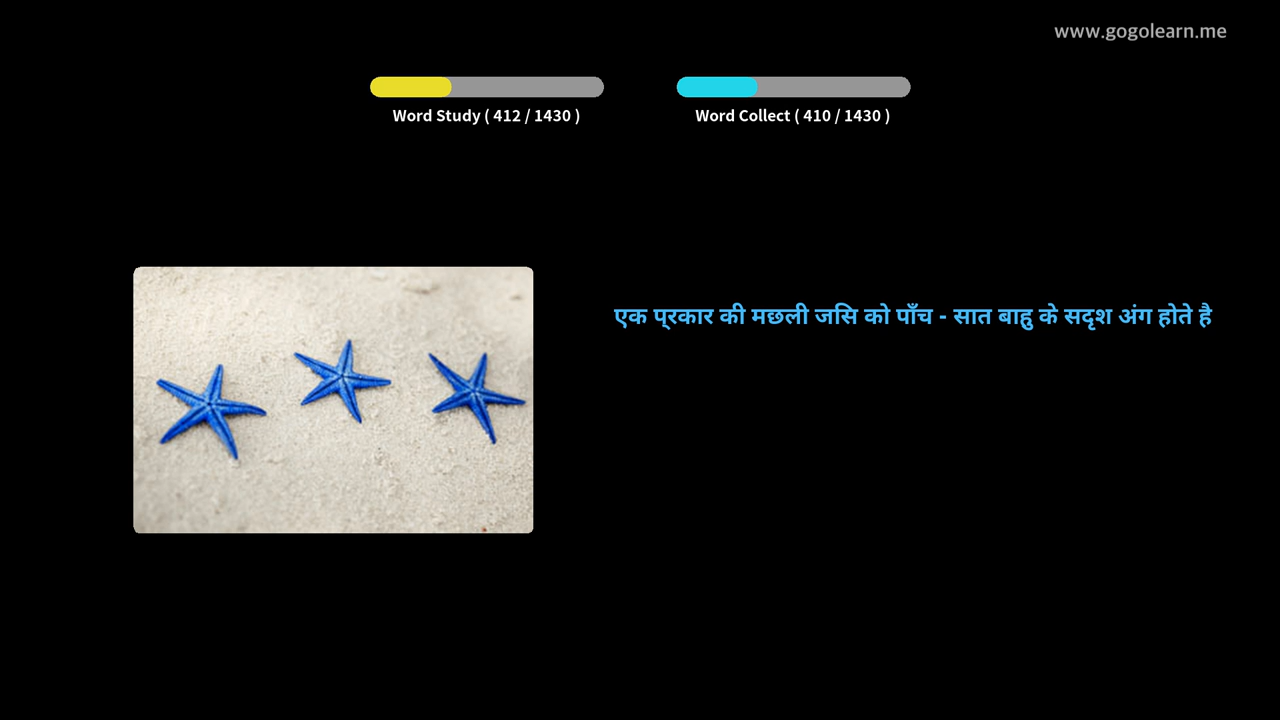 www.gogolearn.me
Word Study ( 412 / 1430 )
Word Collect ( 410 / 1430 )
एक प्रकार की मछली जसि को पाँच - सात बाहु के सदृश अंग होते है